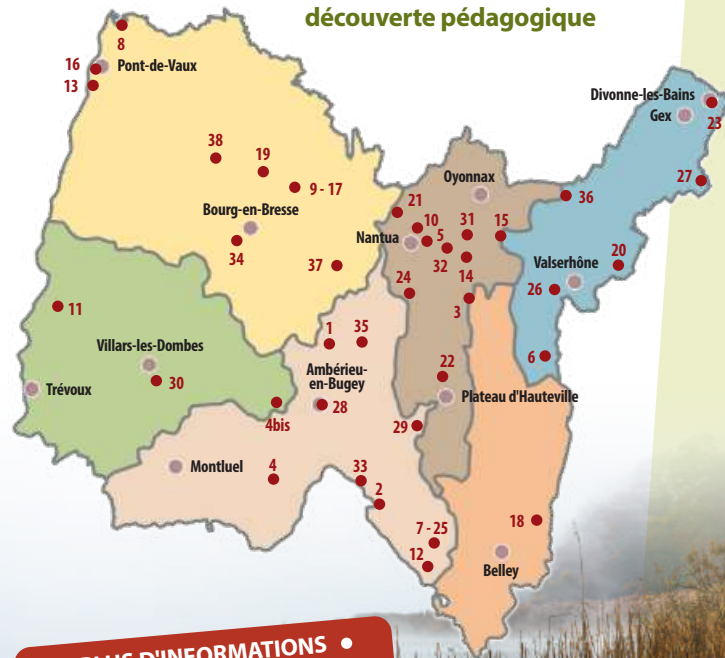 découverte pédagogique
8
16
Pont-de-Vaux
13
Divonne-les-Bains
Gex
23
38
19
9 - 17
Oyonnax
27
36
21
Bourg-en-Bresse
10
31
15
Nantua
5
34
32
14
20
37
Valserhône
24
26
3
11
1
35
Villars-les-Dombes
6
30
Ambérieu-
en-Bugey
22
Trévoux
28
Plateau d'Hauteville
4bis
29
Montluel
4
33
2
18
7 - 25
12
Belley
PLUS D'INFORMATIONS